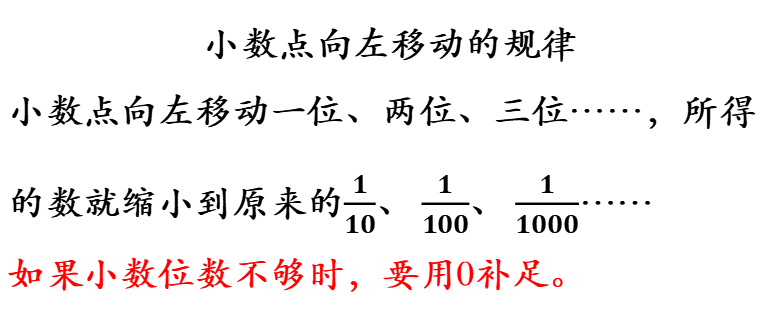 小数点向左移动的规律
小数点向左移动一位、两位、三位……，所得
的数就缩小到原来的1/10、1/100、1/1000……
如果小数位数不够时，要用0补足。